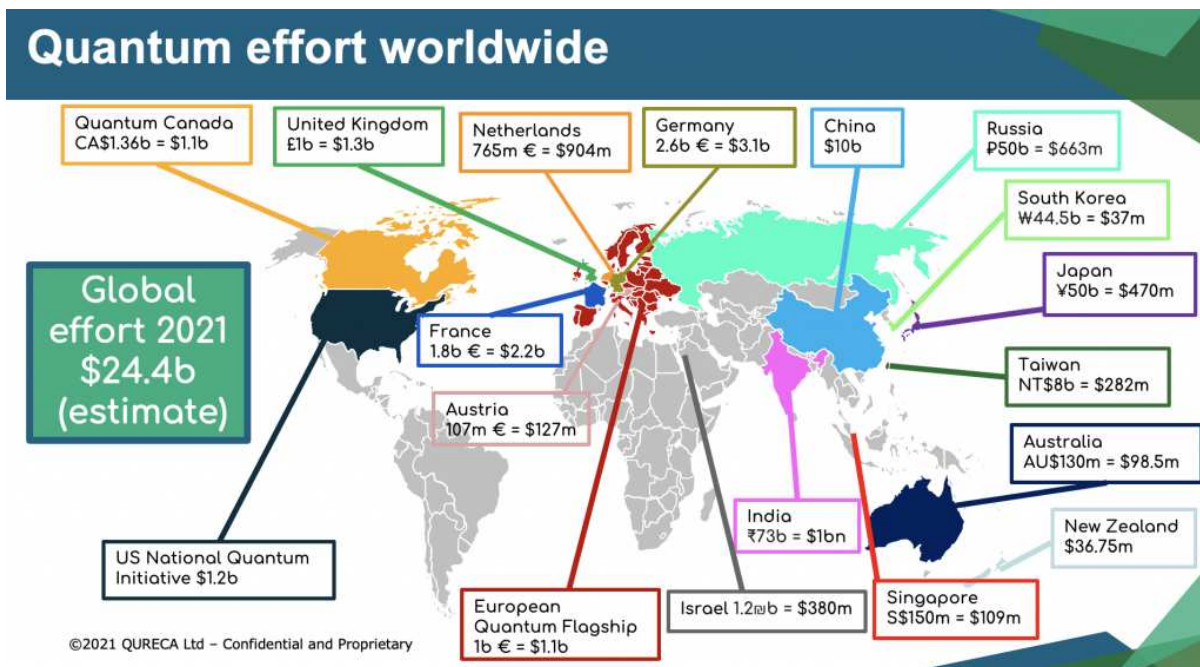 Quantum effort worldwide
Quantum Canada
CA$1.36b = $1.1b
United Kingdom
£1b = $1.3b
Netherlands
765m € = $904m
Germany
2.6b € = $3.1b
China
$10b
Russia
₽50b = $663m
South Korea
₩44.5b = $37m
Japan
¥50b = $470m
Global
effort 2021
$24.4b
(estimate)
France
1.8b € = $2.2b
Taiwan
NT$8b = $282m
Austria
107m € = $127m
Australia
AU$130m = $98.5m
India
₹73b = $1bn
New Zealand
$36.75m
US National Quantum
Initiative $1.2b
European
Quantum Flagship
1b € = $1.1b
Israel 1.2₪b = $380m
Singapore
S$150m = $109m
©2021 QURECA Ltd – Confidential and Proprietary